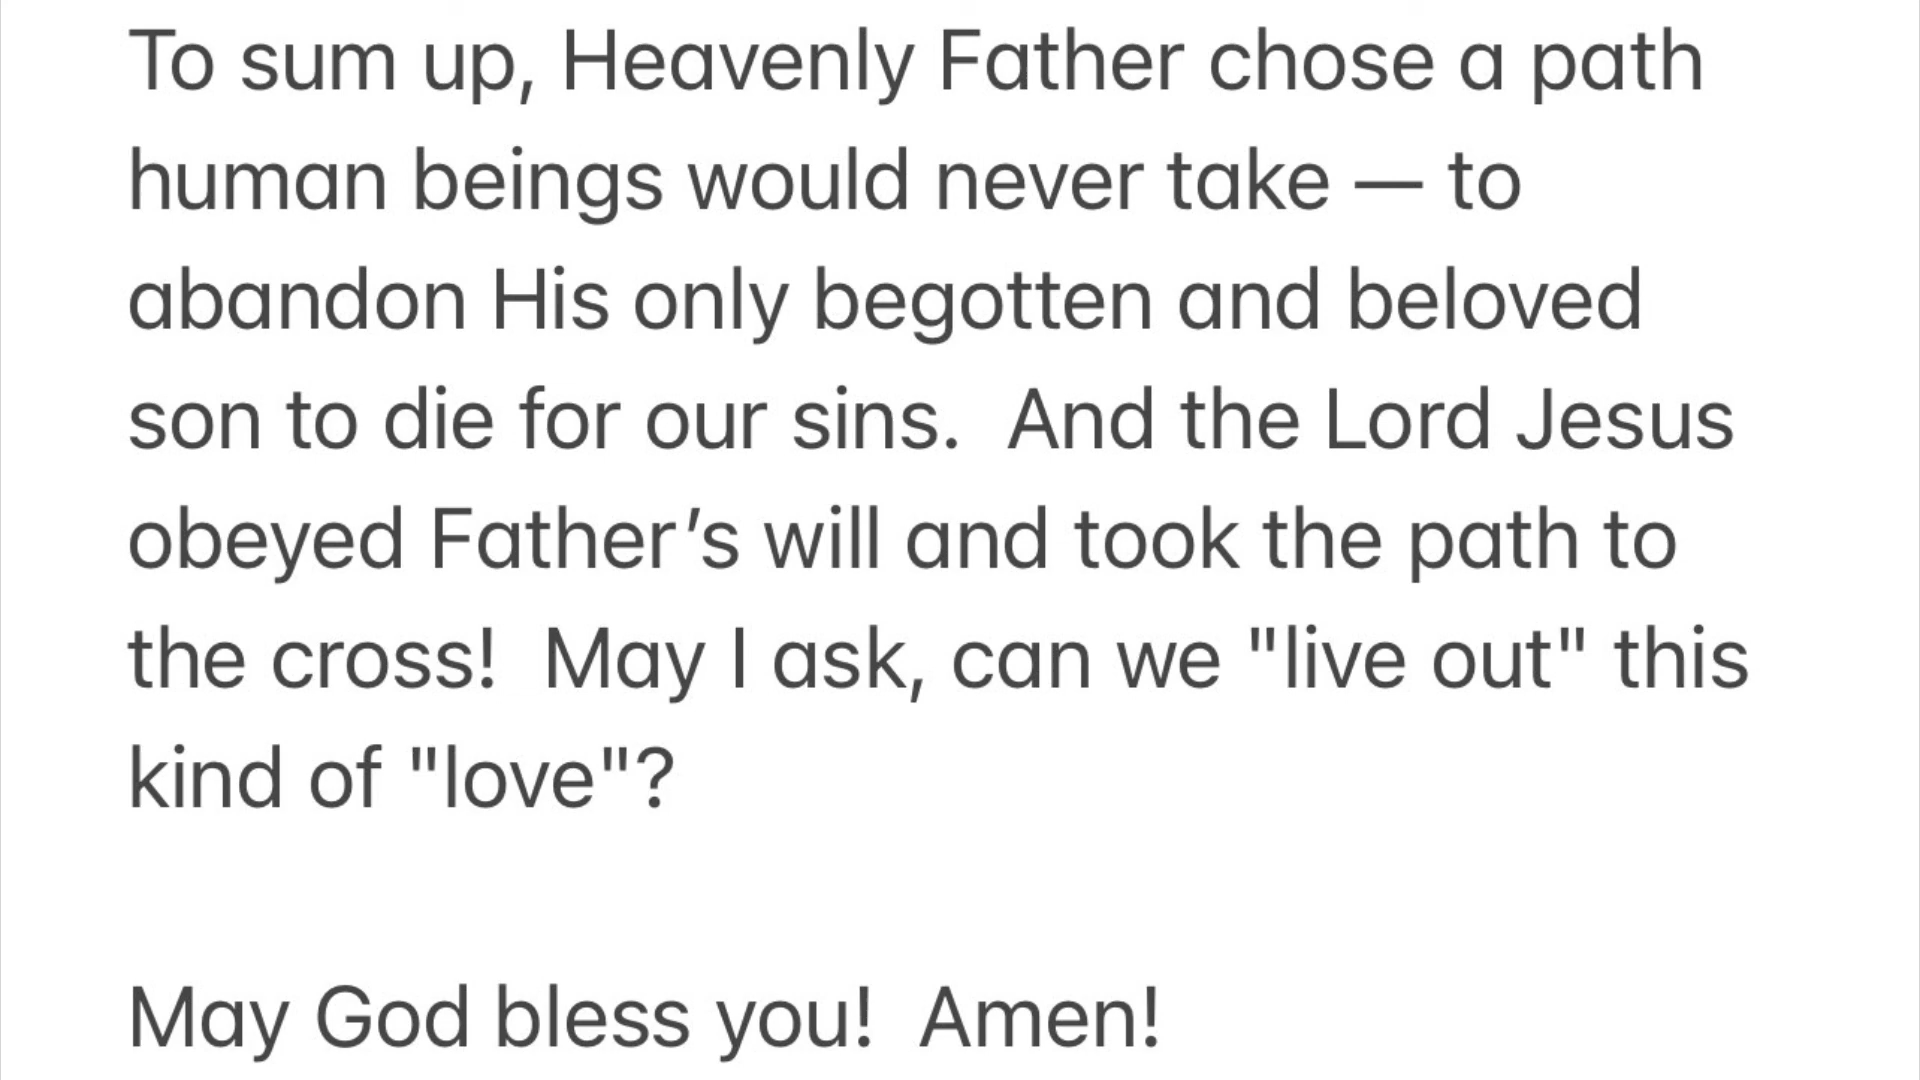 To sum up, Heavenly Father chose a path
human beings would never take — to
abandon His only begotten and beloved
son to die for our sins.  And the Lord Jesus
obeyed Father’s will and took the path to
the cross!  May I ask, can we "live out" this
kind of "love"?
May God bless you!  Amen!